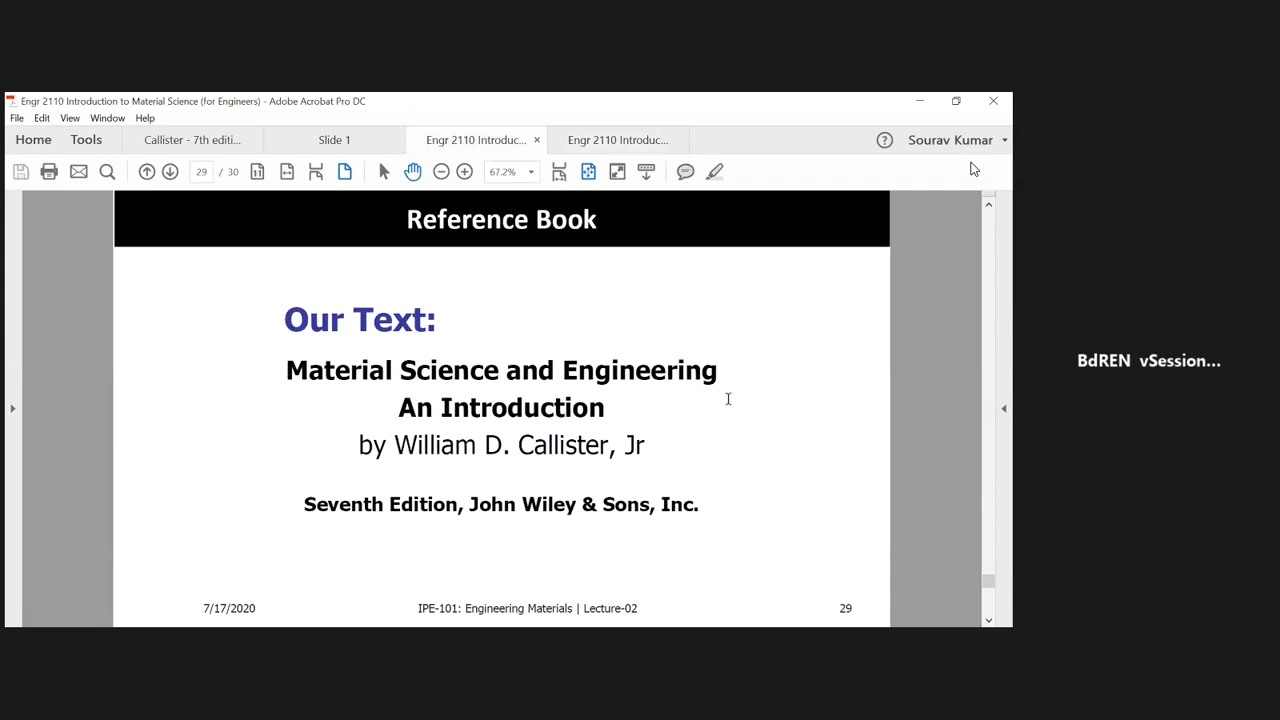 Engr 2110 Introduction to Material Science (for Engineers) - Adobe Acrobat Pro DC
File Edit View Window Help
Home Tools Callister - 7th editi... Slide 1 Engr 2110 Introduc... × Engr 2110 Introduc... ? Sourav Kumar
29 / 30 67.2%
Reference Book
Our Text:
Material Science and Engineering
An Introduction
by William D. Callister, Jr
Seventh Edition, John Wiley & Sons, Inc.
7/17/2020 IPE-101: Engineering Materials | Lecture-02 29
BdREN vSession...